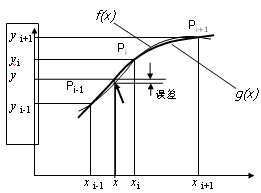 f(x)
P i+1
y i+1
P i
y i
g(x)
y
P i-1
误差
y i-1
x i-1
x
x i
x i+1